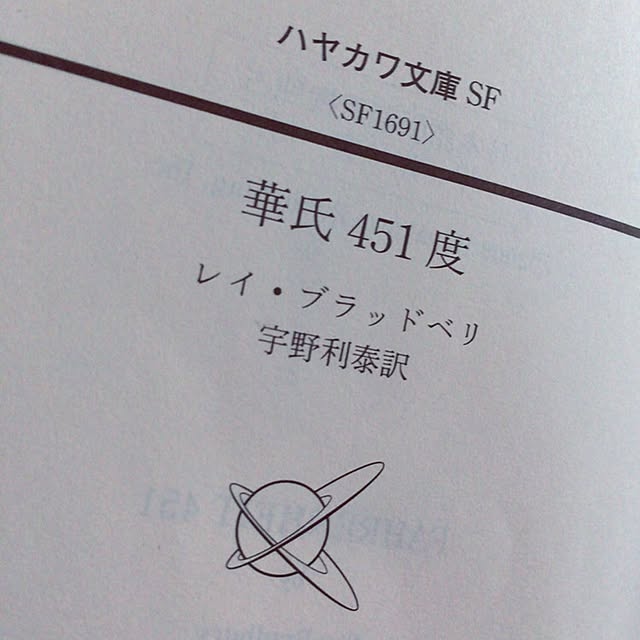 ハヤカワ文庫 SF
〈SF1691〉
華氏 451 度
レイ・ブラッドベリ
宇野利泰訳